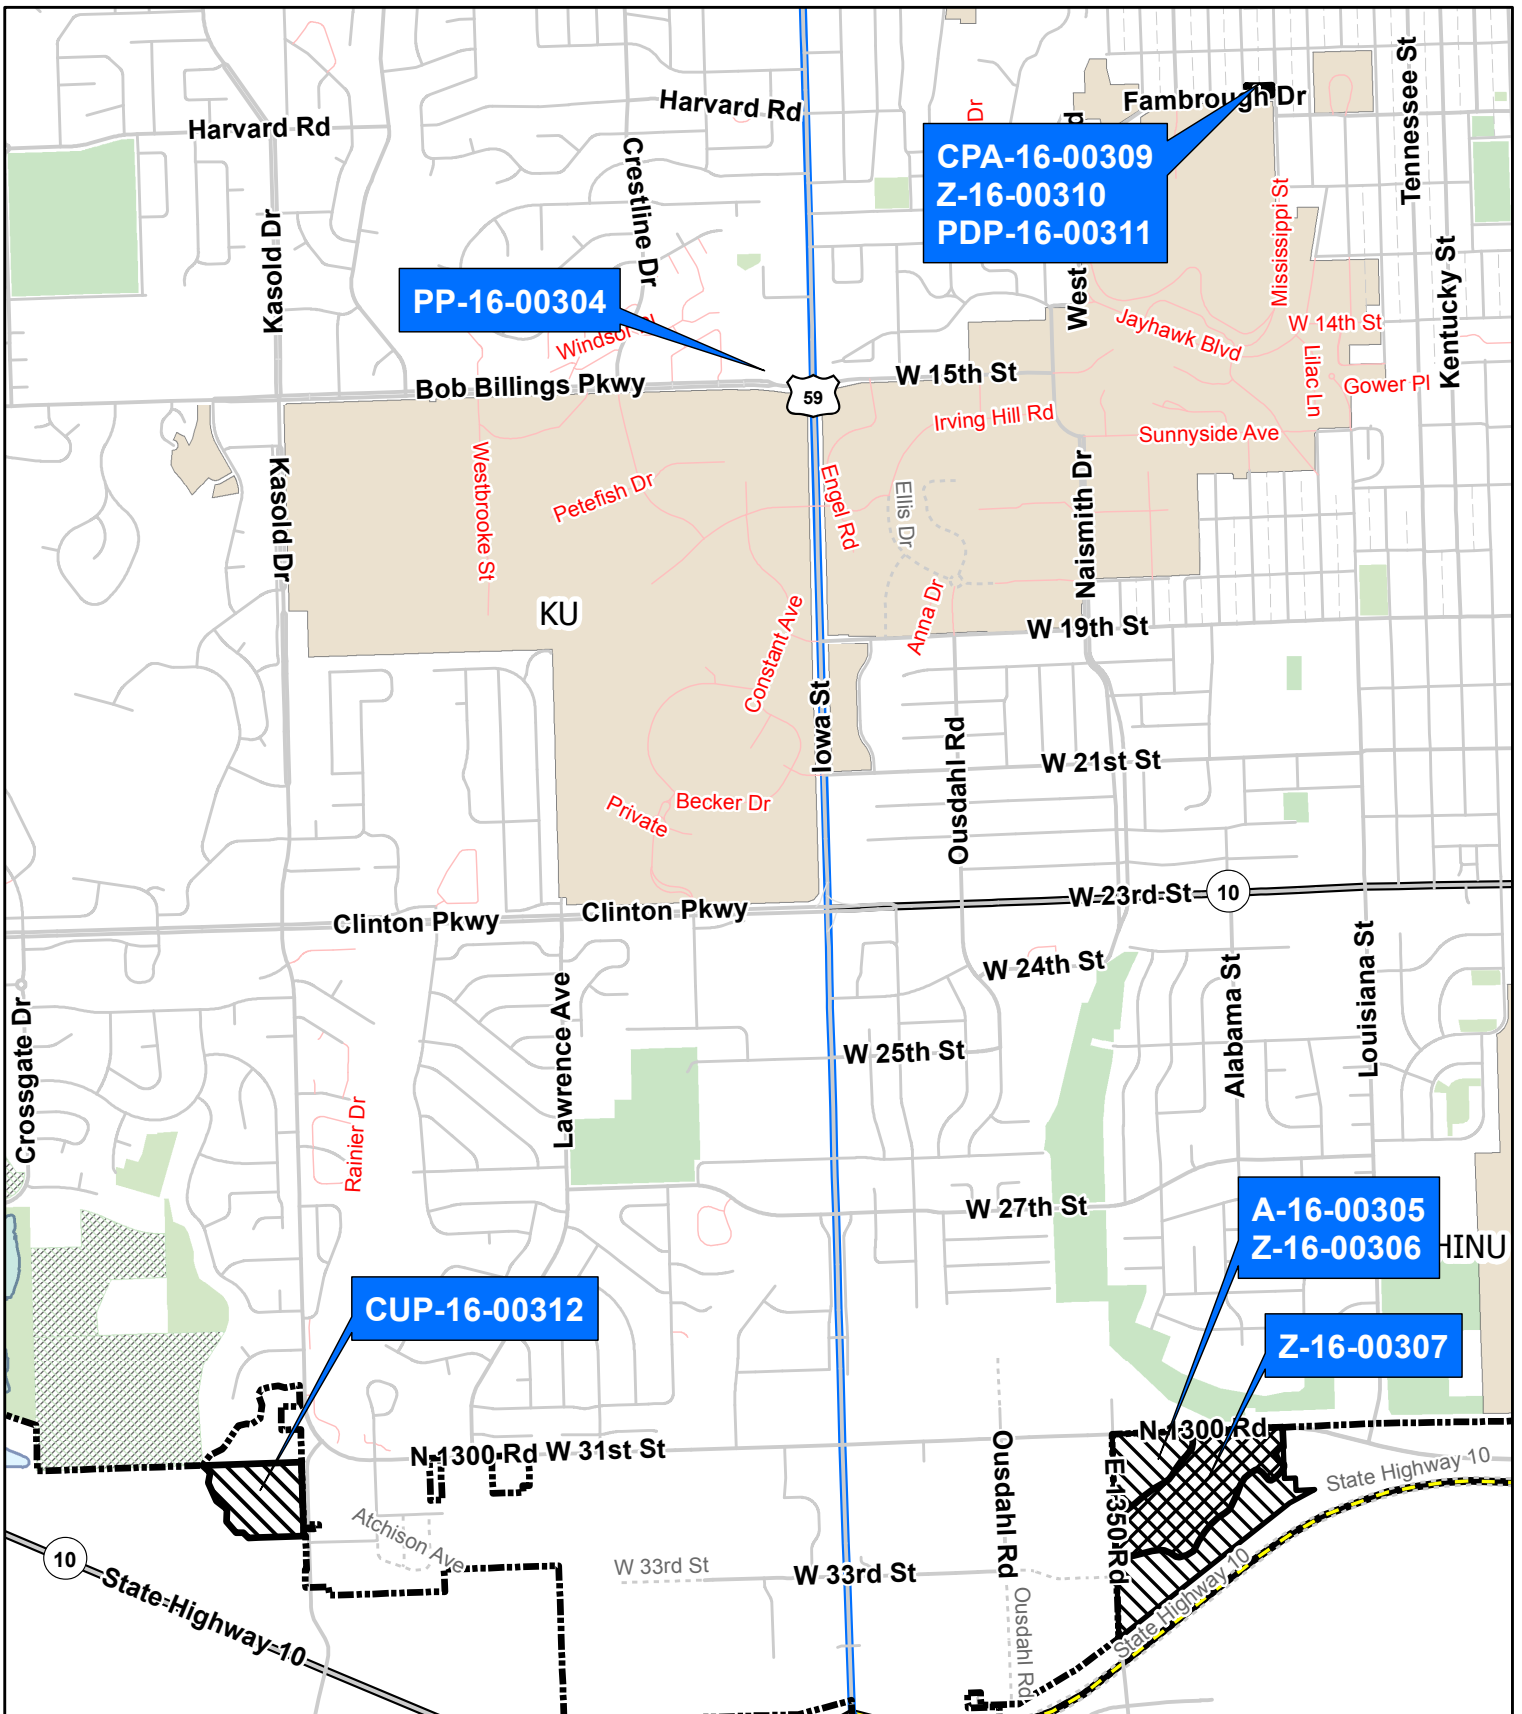 Harvard Rd
Harvard Rd
Fambrough Dr
Tennessee St
Crestline Dr
Kasold Dr
Dr
CPA-16-00309
Z-16-00310
PDP-16-00311
West
Mississippi St
Kentucky St
PP-16-00304
Windsor Pl
Jayhawk Blvd
W 14th St
Lilac Ln
Gower Pl
Bob Billings Pkwy
59
W 15th St
Irving Hill Rd
Sunnyside Ave
Kasold Dr
Westbrooke St
Petefish Dr
Engel Rd
Ellis Dr
Naismith Dr
KU
Constant Ave
Anna Dr
W 19th St
Iowa St
Ousdahl Rd
W 21st St
Private
Becker Dr
Clinton Pkwy
Clinton Pkwy
W 23rd St
10
W 24th St
Crossgate Dr
Lawrence Ave
Alabama St
Louisiana St
W 25th St
Rainier Dr
W 27th St
A-16-00305
Z-16-00306
HINU
CUP-16-00312
Z-16-00307
N 1300 Rd
W 31st St
N 1300 Rd
Ousdahl Rd
E 1350 Rd
State Highway 10
Atchison Ave
10
State Highway 10
W 33rd St
W 33rd St
Ousdahl Rd
State Highway 10